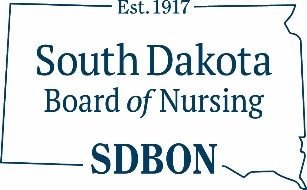 Est. 1917
South Dakota
Board of Nursing
SDBON